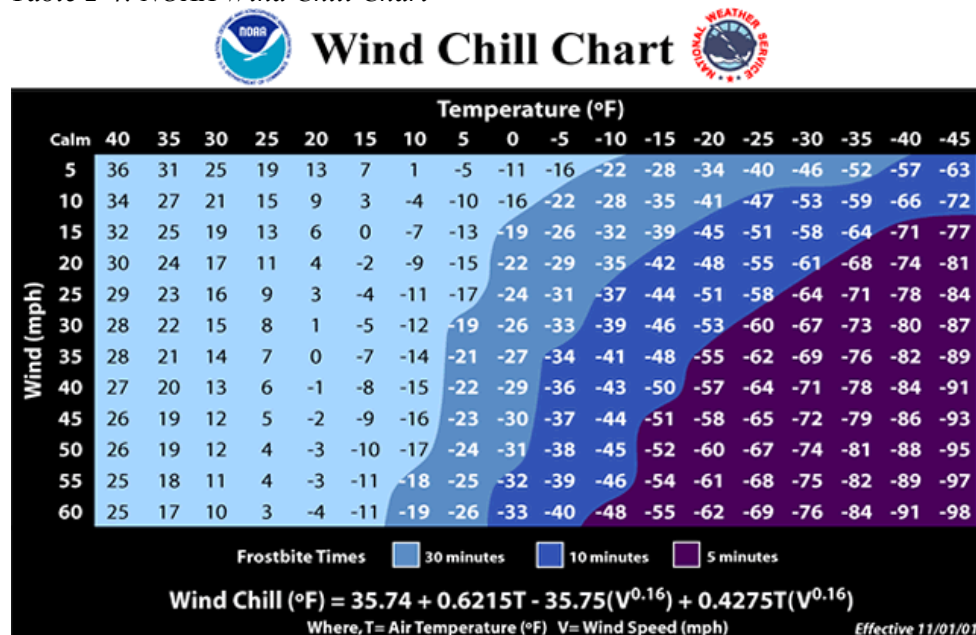 Table 2-4. NOAA Wind Chill Chart
NOAA
Wind Chill Chart
NATIONAL WEATHER SERVICE
Temperature (ºF)
Calm 40 35 30 25 20 15 10 5 0 -5 -10 -15 -20 -25 -30 -35 -40 -45
5 36 31 25 19 13 7 1 -5 -11 -16 -22 -28 -34 -40 -46 -52 -57 -63
10 34 27 21 15 9 3 -4 -10 -16 -22 -28 -35 -41 -47 -53 -59 -66 -72
15 32 25 19 13 6 0 -7 -13 -19 -26 -32 -39 -45 -51 -58 -64 -71 -77
20 30 24 17 11 4 -2 -9 -15 -22 -29 -35 -42 -48 -55 -61 -68 -74 -81
25 29 23 16 9 3 -4 -11 -17 -24 -31 -37 -44 -51 -58 -64 -71 -78 -84
30 28 22 15 8 1 -5 -12 -19 -26 -33 -39 -46 -53 -60 -67 -73 -80 -87
35 28 21 14 7 0 -7 -14 -21 -27 -34 -41 -48 -55 -62 -69 -76 -82 -89
40 27 20 13 6 -1 -8 -15 -22 -29 -36 -43 -50 -57 -64 -71 -78 -84 -91
45 26 19 12 5 -2 -9 -16 -23 -30 -37 -44 -51 -58 -65 -72 -79 -86 -93
50 26 19 12 4 -3 -10 -17 -24 -31 -38 -45 -52 -60 -67 -74 -81 -88 -95
55 25 18 11 4 -3 -11 -18 -25 -32 -39 -46 -54 -61 -68 -75 -82 -89 -97
60 25 17 10 3 -4 -11 -19 -26 -33 -40 -48 -55 -62 -69 -76 -84 -91 -98
Wind (mph)
Frostbite Times 30 minutes 10 minutes 5 minutes
Wind Chill (ºF) = 35.74 + 0.6215T - 35.75(V^0.16) + 0.4275T(V^0.16)
Where, T= Air Temperature (ºF) V= Wind Speed (mph) Effective 11/01/01